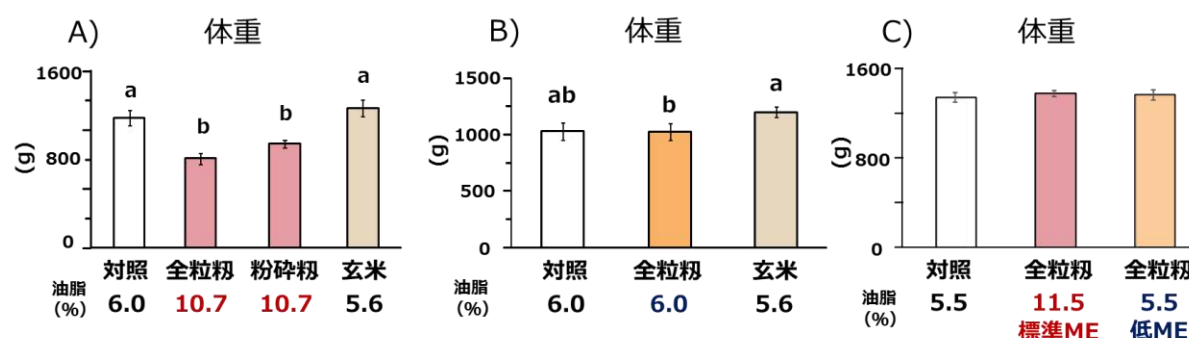 A) 体重
1600
800
0
(g)
a
b
b
a
対照 全粒籾 粉砕籾 玄米
油脂
(%)
6.0 10.7 10.7 5.6
B) 体重
1500
1000
500
0
(g)
ab
b
a
対照 全粒籾 玄米
油脂
(%)
6.0 6.0 5.6
C) 体重
1600
800
0
(g)
対照 全粒籾 全粒籾
油脂
(%)
5.5 11.5 5.5
標準ME 低ME